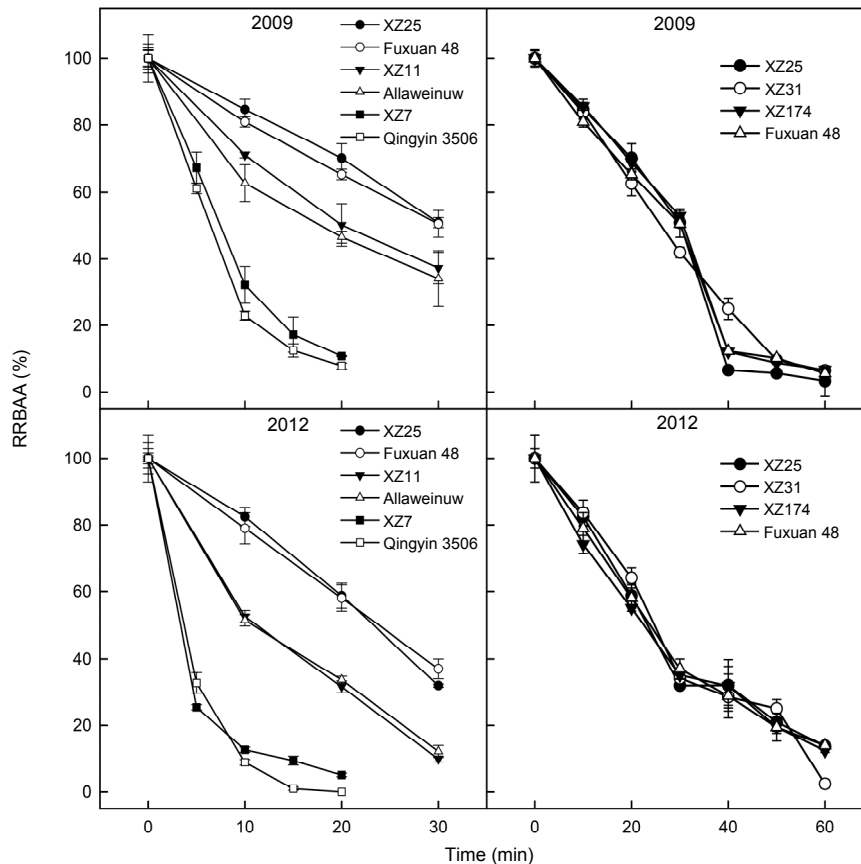 2009
XZ25
Fuxuan 48
XZ11
Allaweinuw
XZ7
Qingyin 3506
100
80
60
40
20
0
2009
XZ25
XZ31
XZ174
Fuxuan 48
RRBAA (%)
2012
XZ25
Fuxuan 48
XZ11
Allaweinuw
XZ7
Qingyin 3506
100
80
60
40
20
0
2012
XZ25
XZ31
XZ174
Fuxuan 48
0 10 20 30
0 20 40 60
Time (min)